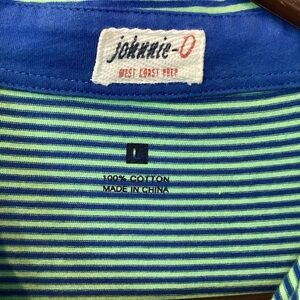 johnnie-O
WEST COAST PREP
L
100% COTTON
MADE IN CHINA